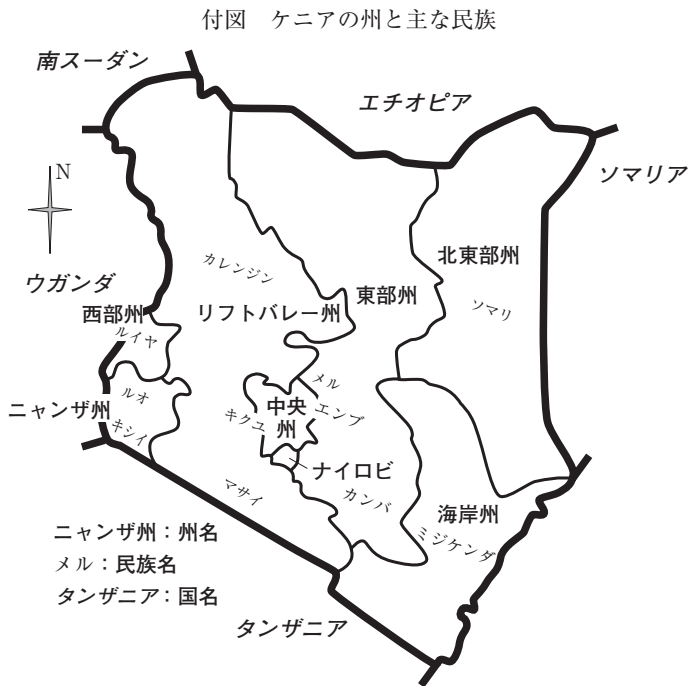 付図　ケニアの州と主な民族
南スーダン
エチオピア
N
ソマリア
ウガンダ
カレンジン
北東部州
東部州
ソマリ
西部州
リフトバレー州
ルイヤ
メル
ルオ
ニャンザ州
キシイ
キクユ
中央
州
エンブ
ナイロビ
マサイ
カンバ
海岸州
ミジケンダ
ニャンザ州：州名
メル：民族名
タンザニア：国名
タンザニア